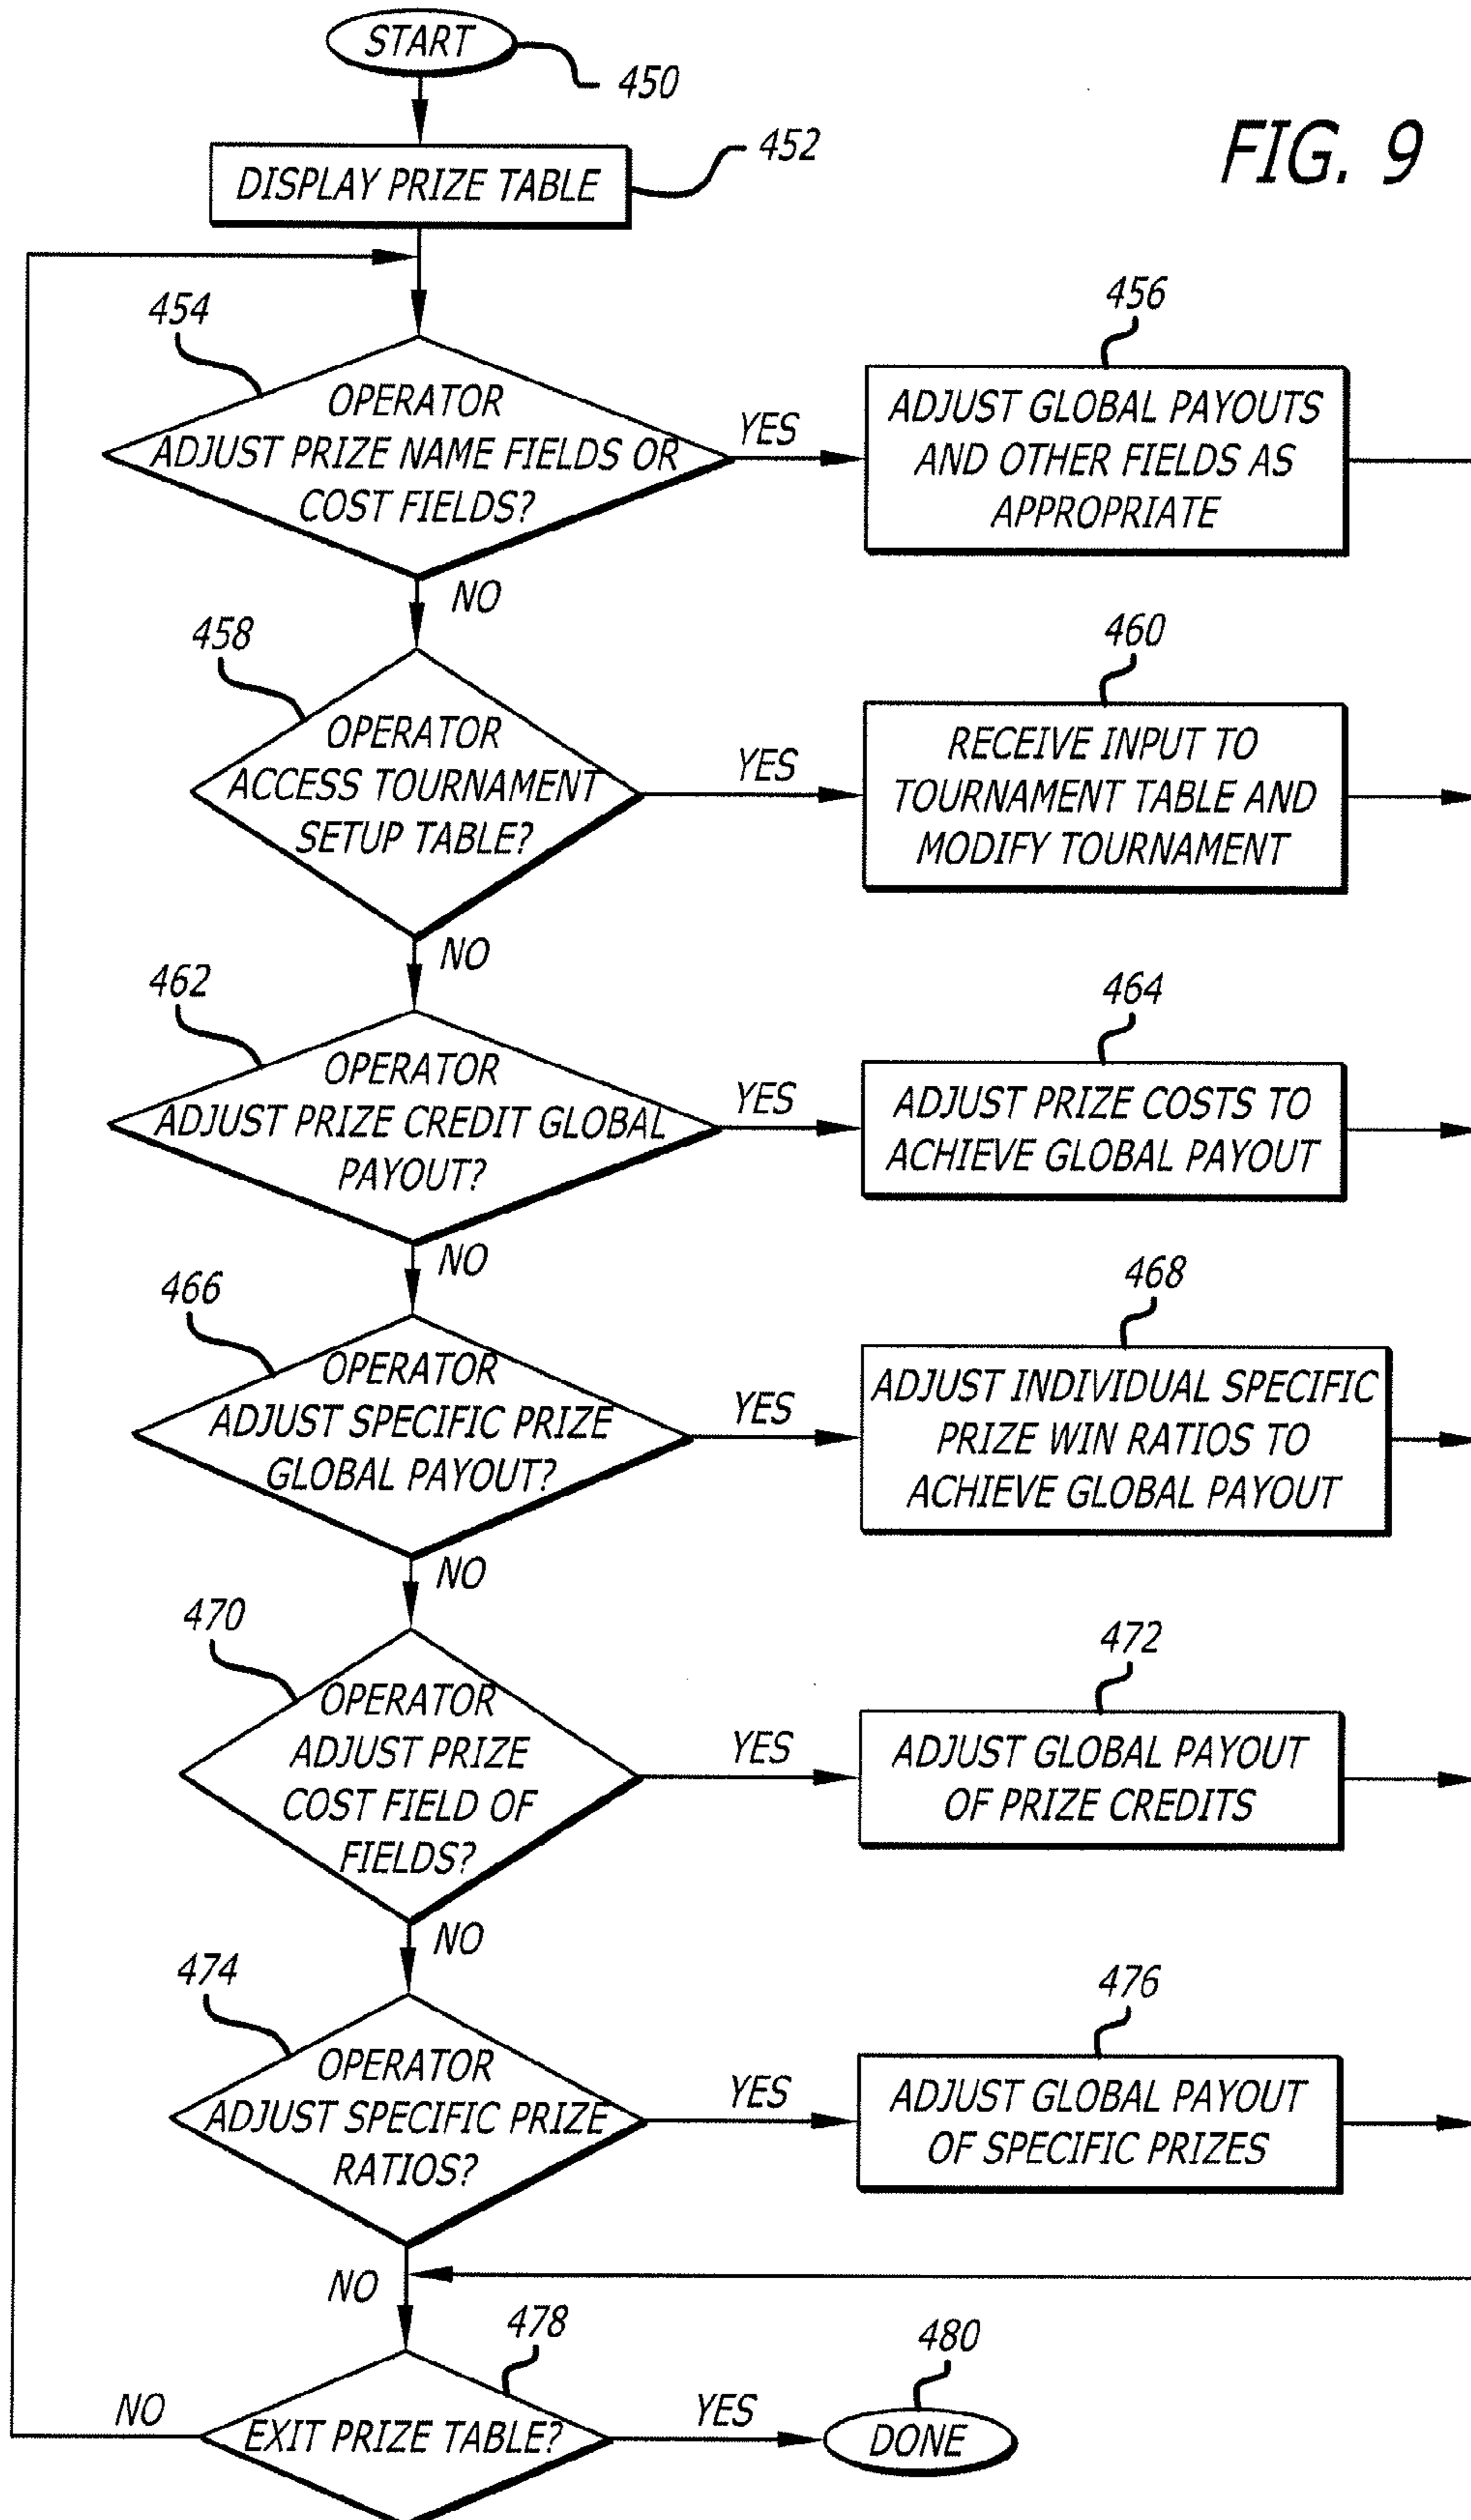 START
450
FIG. 9
452
DISPLAY PRIZE TABLE
454
OPERATOR
ADJUST PRIZE NAME FIELDS OR
COST FIELDS?
YES
456
ADJUST GLOBAL PAYOUTS
AND OTHER FIELDS AS
APPROPRIATE
NO
458
OPERATOR
ACCESS TOURNAMENT
SETUP TABLE?
YES
460
RECEIVE INPUT TO
TOURNAMENT TABLE AND
MODIFY TOURNAMENT
NO
462
OPERATOR
ADJUST PRIZE CREDIT GLOBAL
PAYOUT?
YES
464
ADJUST PRIZE COSTS TO
ACHIEVE GLOBAL PAYOUT
NO
466
OPERATOR
ADJUST SPECIFIC PRIZE
GLOBAL PAYOUT?
YES
468
ADJUST INDIVIDUAL SPECIFIC
PRIZE WIN RATIOS TO
ACHIEVE GLOBAL PAYOUT
NO
470
OPERATOR
ADJUST PRIZE
COST FIELD OF
FIELDS?
YES
472
ADJUST GLOBAL PAYOUT
OF PRIZE CREDITS
NO
474
OPERATOR
ADJUST SPECIFIC PRIZE
RATIOS?
YES
476
ADJUST GLOBAL PAYOUT
OF SPECIFIC PRIZES
NO
478
EXIT PRIZE TABLE?
NO
YES
480
DONE